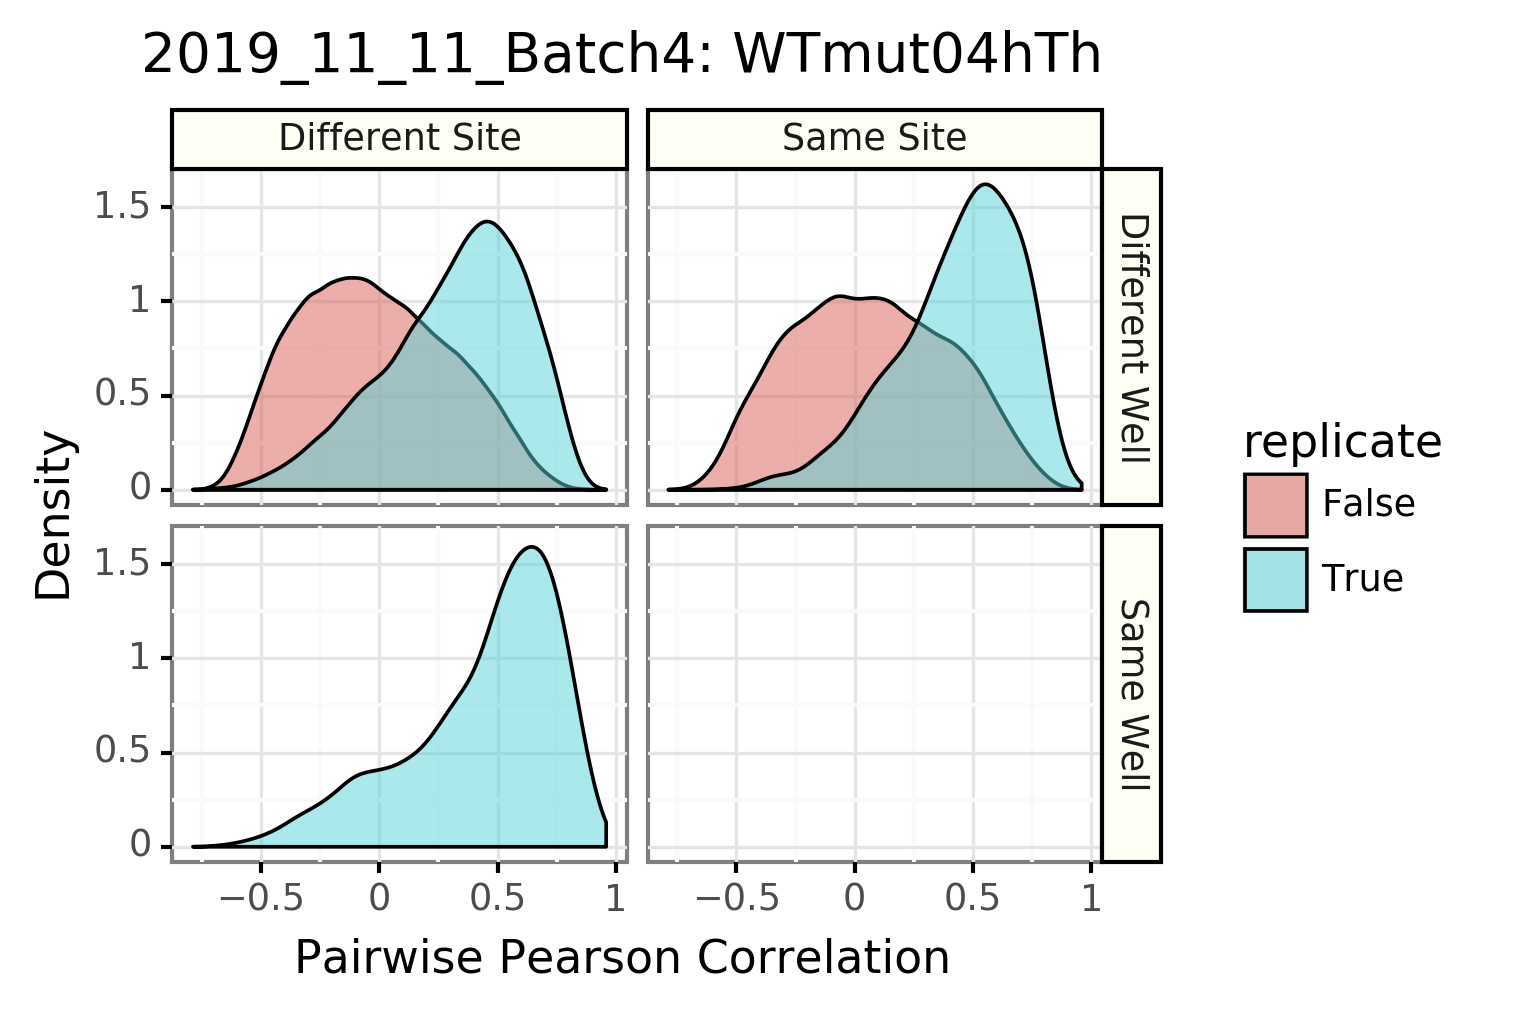 2019_11_11_Batch4: WTmut04hTh
Different Site
Same Site
1.5
1
0.5
0
Different Well
Density
1.5
1
0.5
0
Same Well
−0.5
0
0.5
1
−0.5
0
0.5
1
Pairwise Pearson Correlation
replicate
False
True